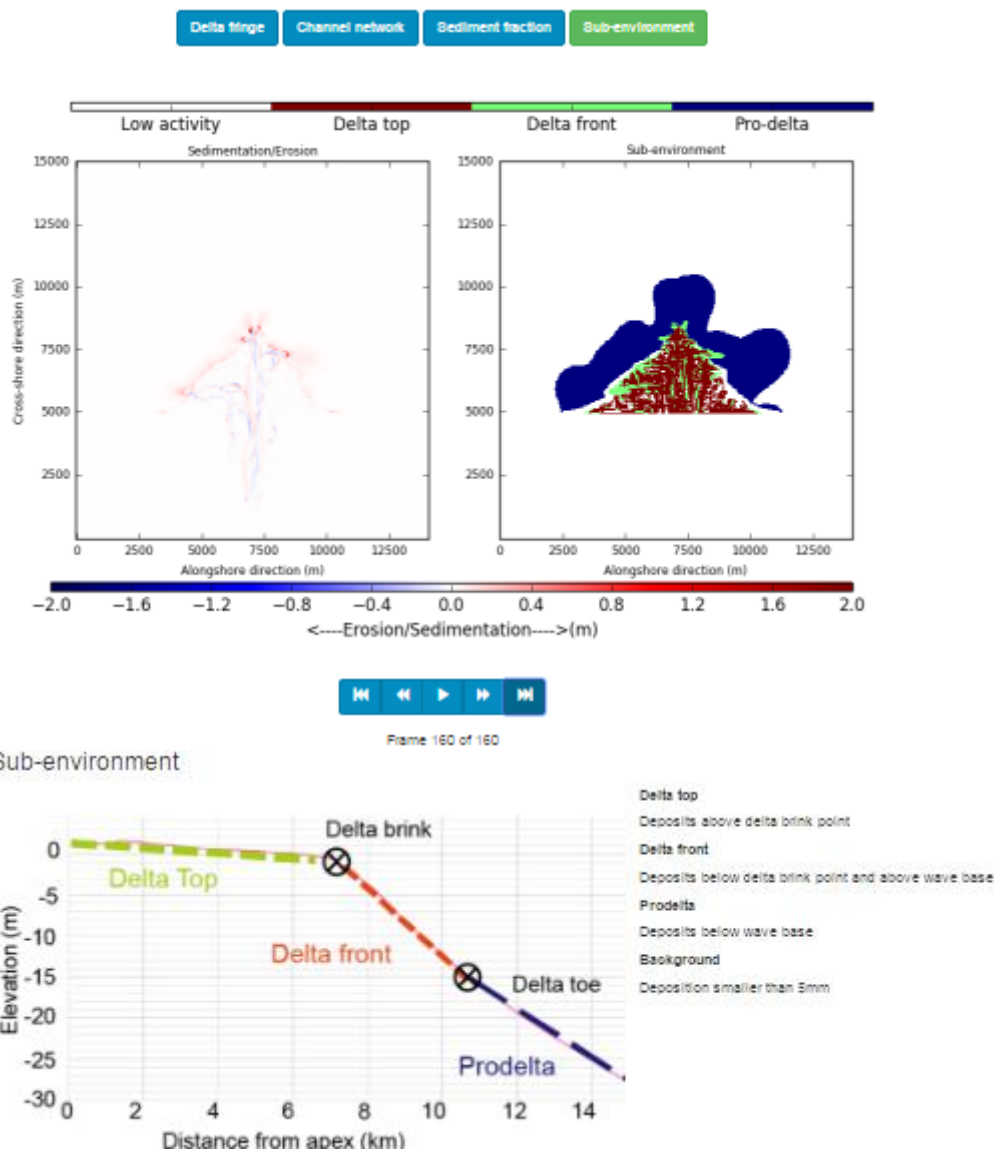 Delta fringe Channel network Sediment fraction Sub-environment
Low activity Delta top Delta front Pro-delta
Sedimentation/Erosion Sub-environment
15000 15000
12500 12500
10000 10000
7500 7500
5000 5000
2500 2500
Cross-shore direction (m)
0 2500 5000 7500 10000 12500 0 2500 5000 7500 10000 12500
Alongshore direction (m) Alongshore direction (m)
−2.0 −1.6 −1.2 −0.8 −0.4 0.0 0.4 0.8 1.2 1.6 2.0
<----Erosion/Sedimentation---->(m)
Frame 160 of 160
Sub-environment
Delta top
Deposits above delta brink point
Delta front
Deposits below delta brink point and above wave base
Prodelta
Deposits below wave base
Background
Deposition smaller than 5mm
Delta brink
Delta Top
Delta front
Delta toe
Prodelta
Elevation (m)
0
-5
-10
-15
-20
-25
-30
0 2 4 6 8 10 12 14
Distance from apex (km)